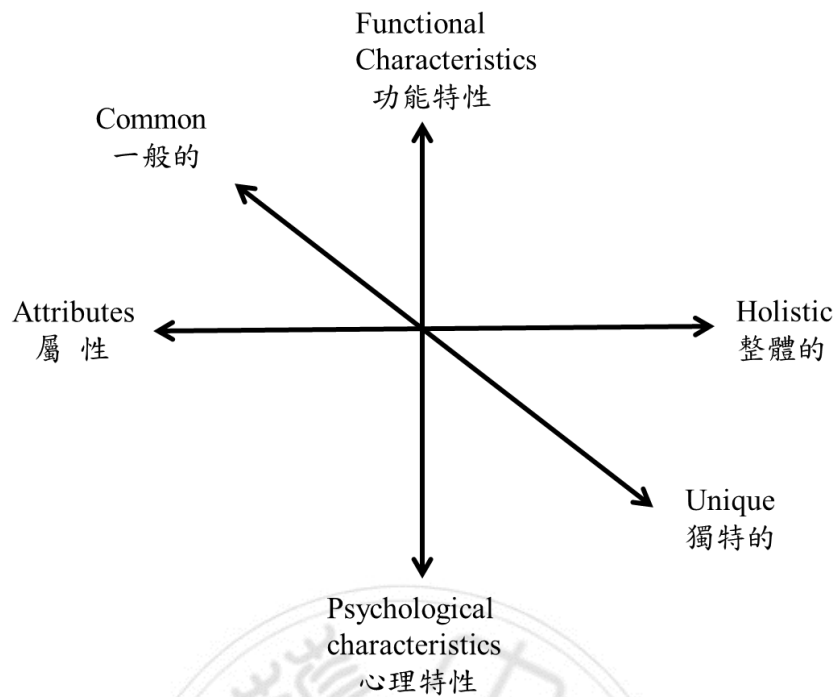 Functional
Characteristics
功能特性
Common
一般的
Attributes
屬 性
Holistic
整體的
Unique
獨特的
Psychological
characteristics
心理特性